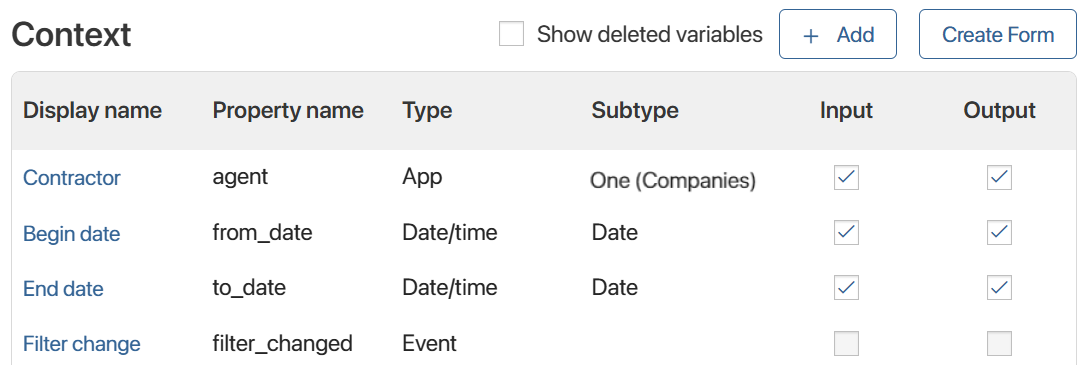 Context Show deleted variables + Add Create Form
Display name Property name Type Subtype Input Output
Contractor agent App One (Companies)
Begin date from_date Date/time Date
End date to_date Date/time Date
Filter change filter_changed Event